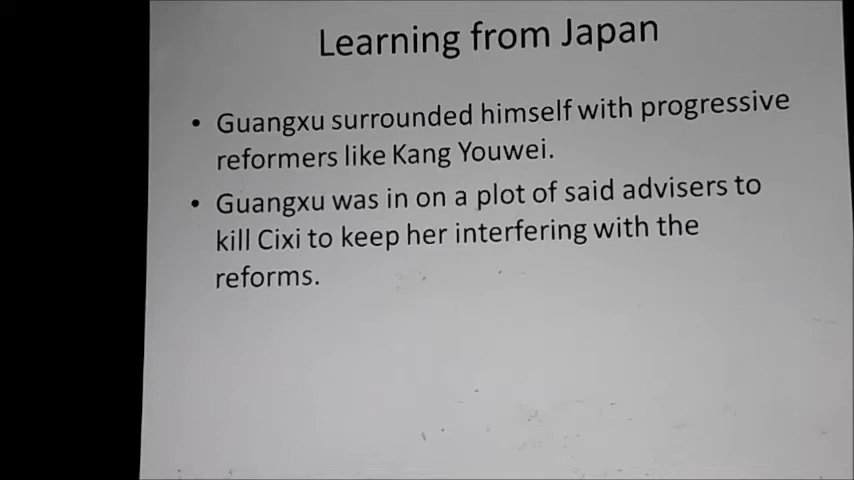 Learning from Japan
• Guangxu surrounded himself with progressive
reformers like Kang Youwei.
• Guangxu was in on a plot of said advisers to
kill Cixi to keep her interfering with the
reforms.